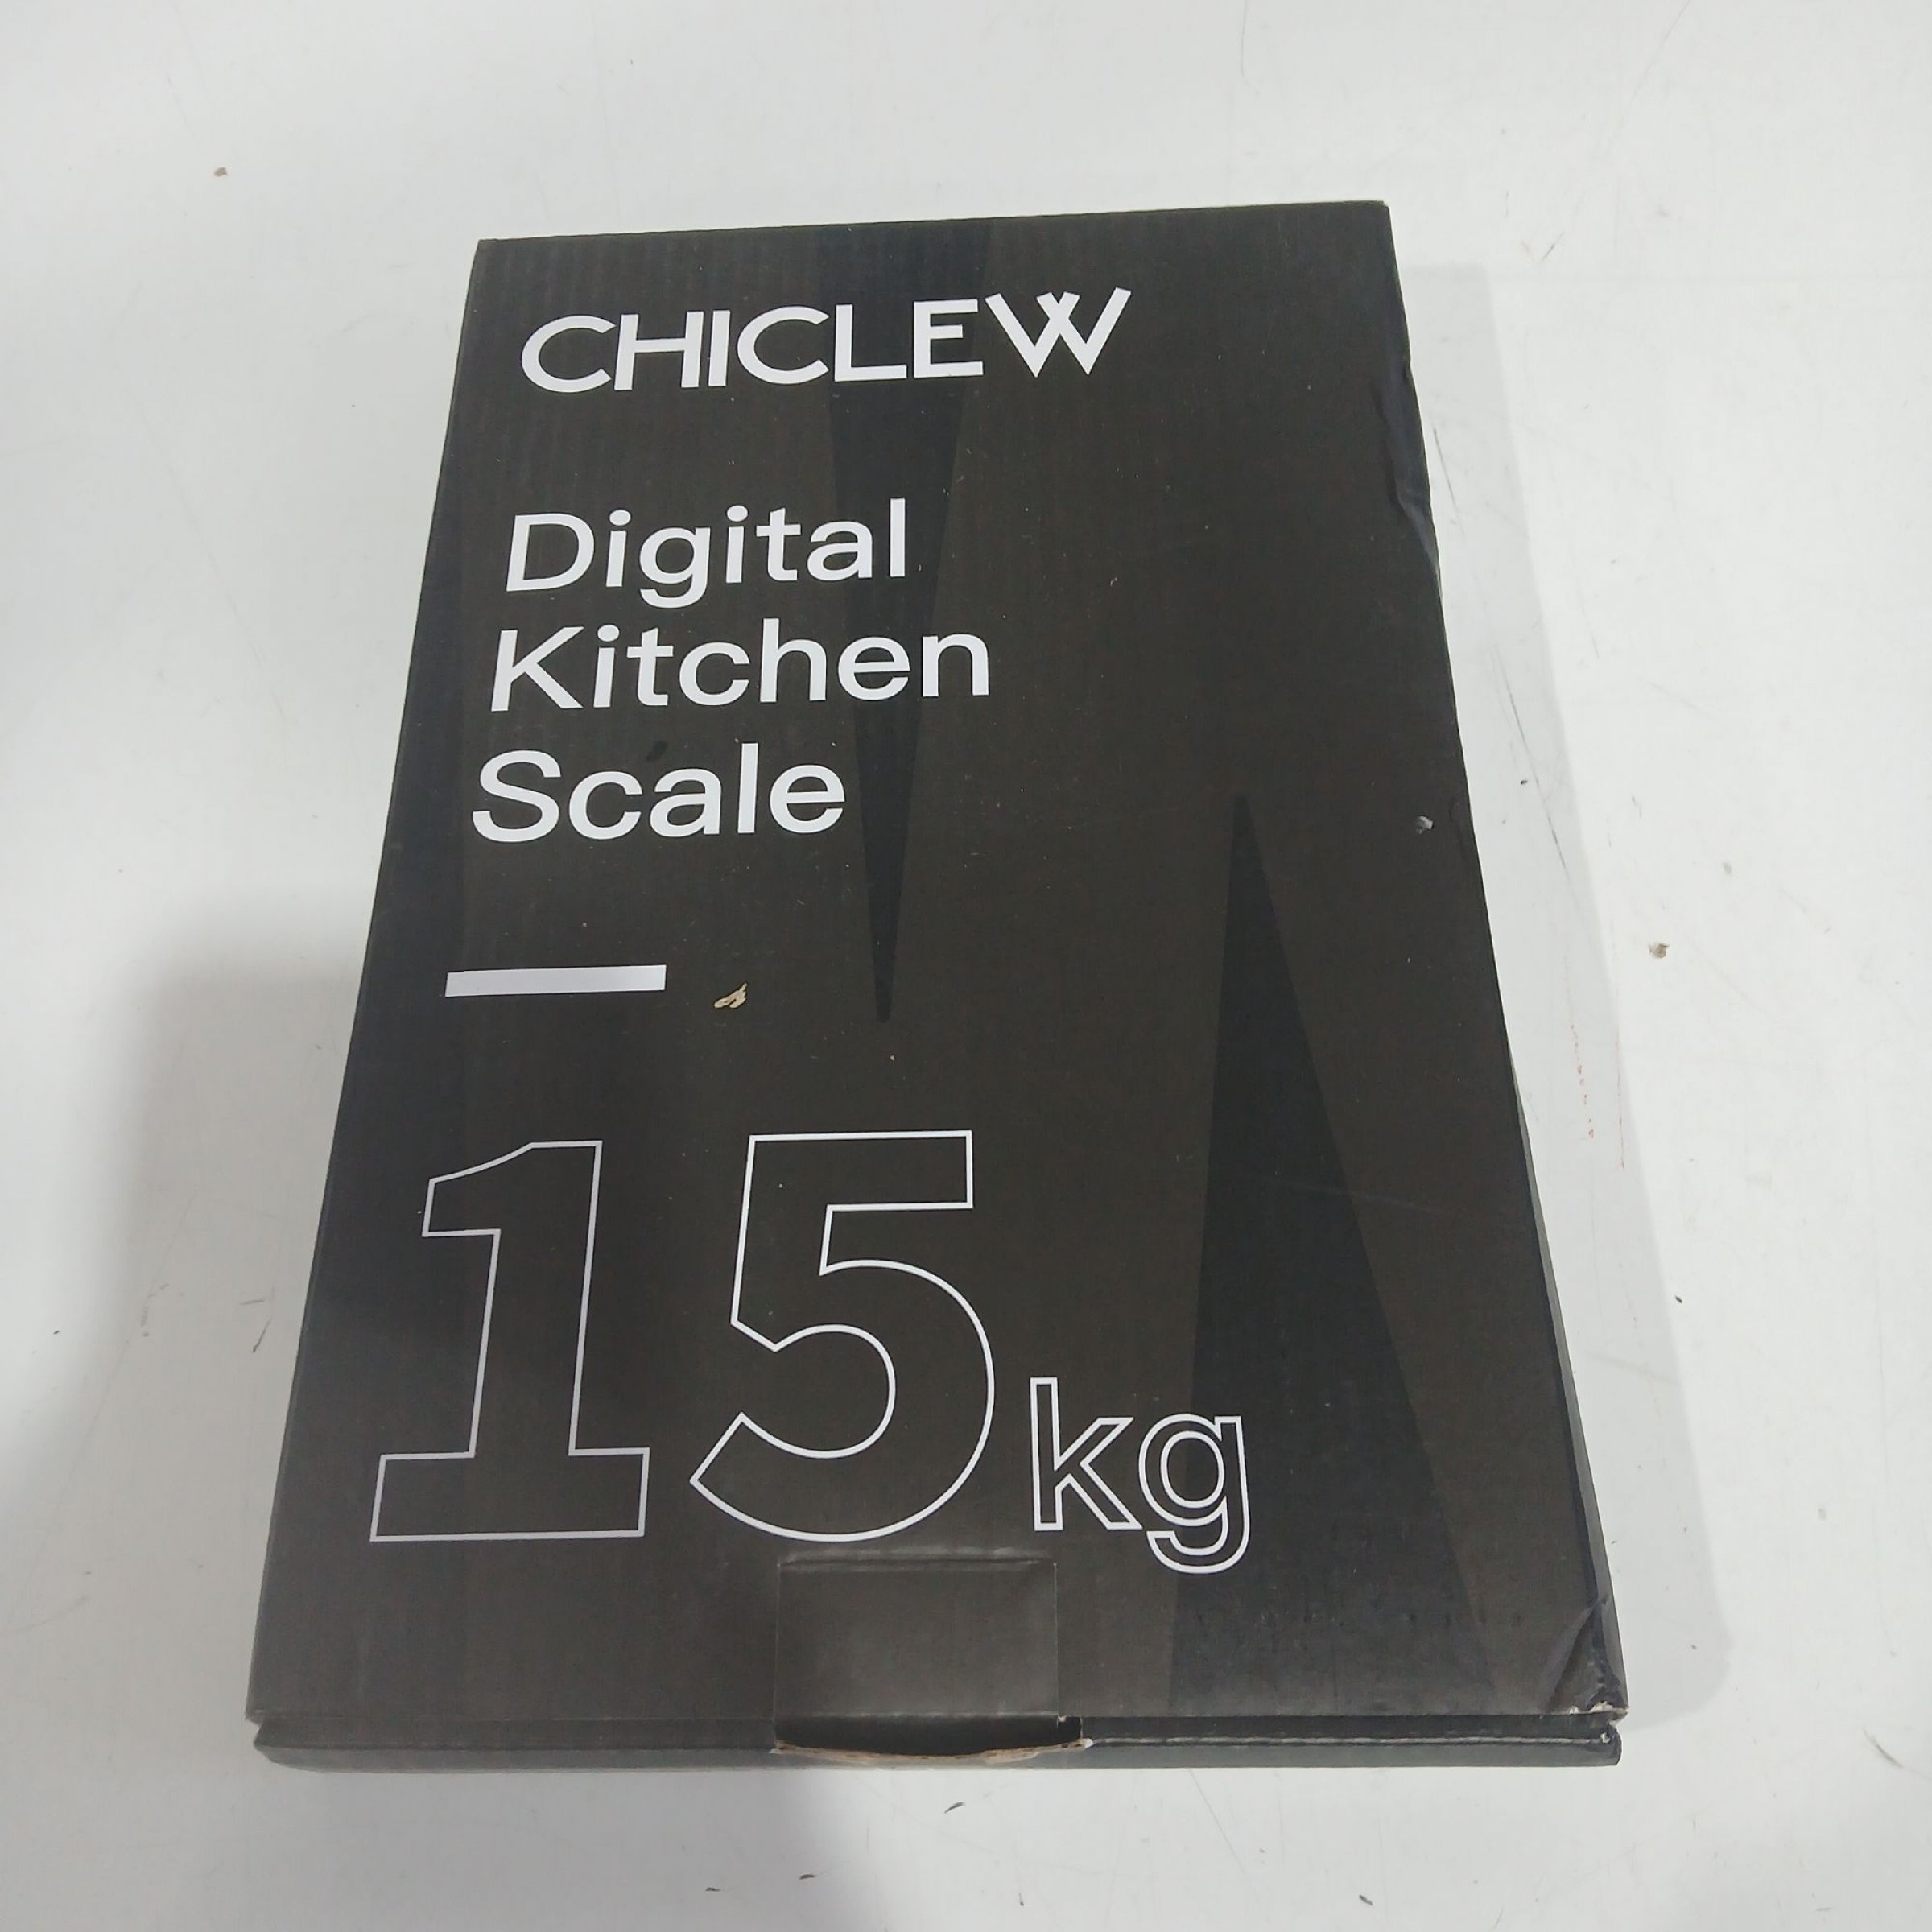 CHICLEW
Digital
Kitchen
Scale
15kg